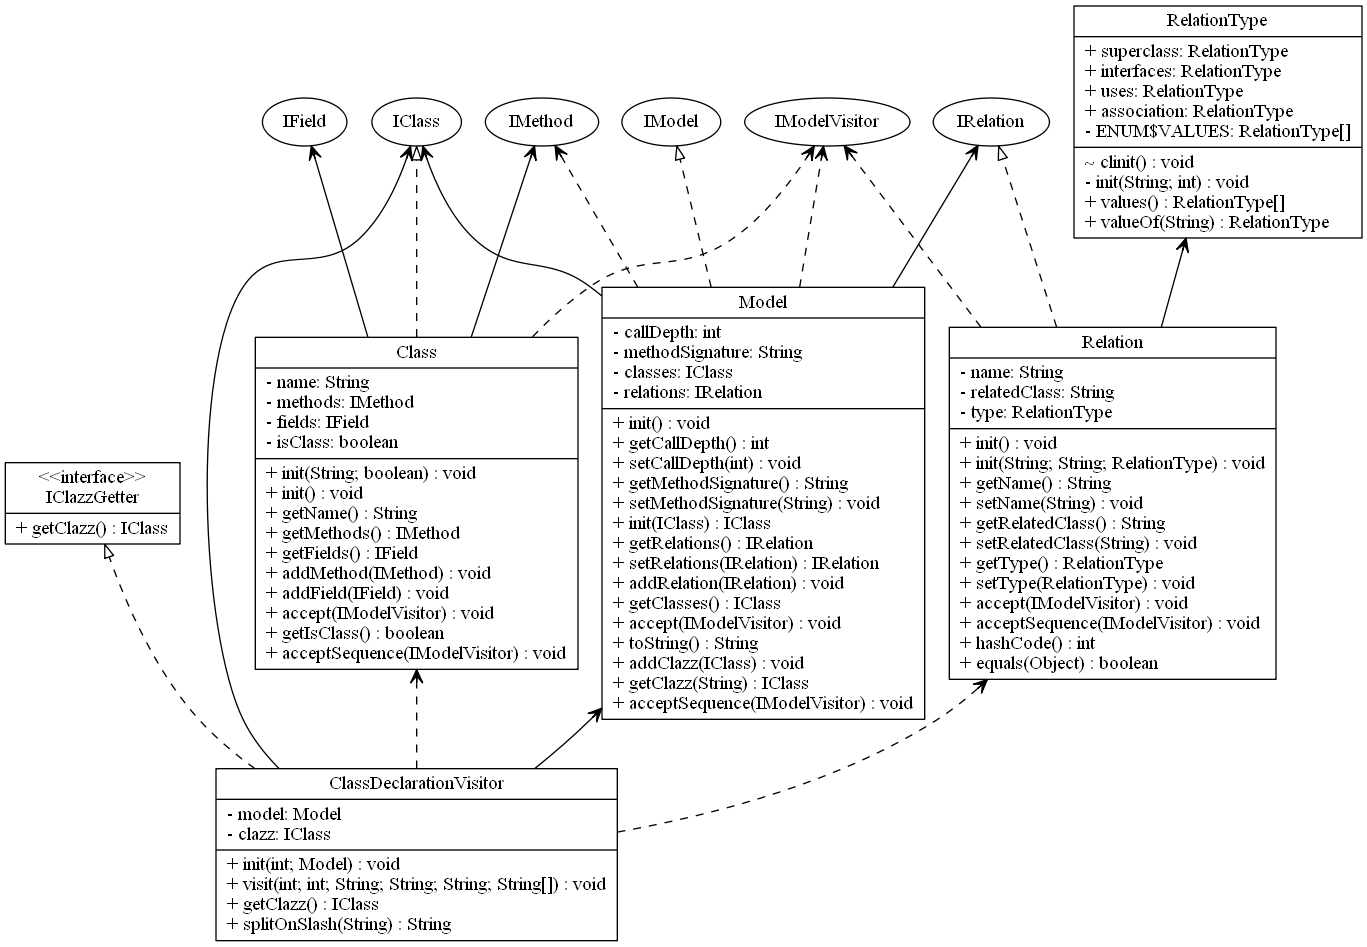 RelationType
+ superclass: RelationType
+ interfaces: RelationType
+ uses: RelationType
+ association: RelationType
- ENUM$VALUES: RelationType[]
~ clinit() : void
- init(String; int) : void
+ values() : RelationType[]
+ valueOf(String) : RelationType
IField
IClass
IMethod
IModel
IModelVisitor
IRelation
Class
- name: String
- methods: IMethod
- fields: IField
- isClass: boolean
+ init(String; boolean) : void
+ init() : void
+ getName() : String
+ getMethods() : IMethod
+ getFields() : IField
+ addMethod(IMethod) : void
+ addField(IField) : void
+ accept(IModelVisitor) : void
+ getIsClass() : boolean
+ acceptSequence(IModelVisitor) : void
Model
- callDepth: int
- methodSignature: String
- classes: IClass
- relations: IRelation
+ init() : void
+ getCallDepth() : int
+ setCallDepth(int) : void
+ getMethodSignature() : String
+ setMethodSignature(String) : void
+ init(IClass) : IClass
+ getRelations() : IRelation
+ setRelations(IRelation) : IRelation
+ addRelation(IRelation) : void
+ getClasses() : IClass
+ accept(IModelVisitor) : void
+ toString() : String
+ addClazz(IClass) : void
+ getClazz(String) : IClass
+ acceptSequence(IModelVisitor) : void
Relation
- name: String
- relatedClass: String
- type: RelationType
+ init() : void
+ init(String; String; RelationType) : void
+ getName() : String
+ setName(String) : void
+ getRelatedClass() : String
+ setRelatedClass(String) : void
+ getType() : RelationType
+ setType(RelationType) : void
+ accept(IModelVisitor) : void
+ acceptSequence(IModelVisitor) : void
+ hashCode() : int
+ equals(Object) : boolean
<<interface>>
IClazzGetter
+ getClazz() : IClass
ClassDeclarationVisitor
- model: Model
- clazz: IClass
+ init(int; Model) : void
+ visit(int; int; String; String; String; String[]) : void
+ getClazz() : IClass
+ splitOnSlash(String) : String